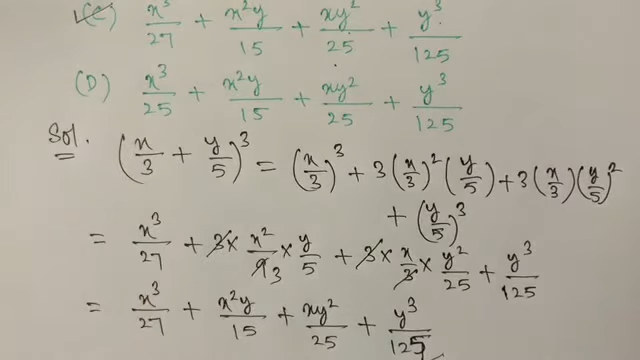 (C) x³/27 + x²y/15 + xy²/25 + y³/125
(D) x³/25 + x²y/15 + xy²/25 + y³/125
Sol. (x/3 + y/5)³ = (x/3)³ + 3(x/3)²(y/5) + 3(x/3)(y/5)²
+ (y/5)³
= x³/27 + 3 × x²/9 3 × y/5 + 3 × x/3 × y²/25 + y³/125
= x³/27 + x²y/15 + xy²/25 + y³/125